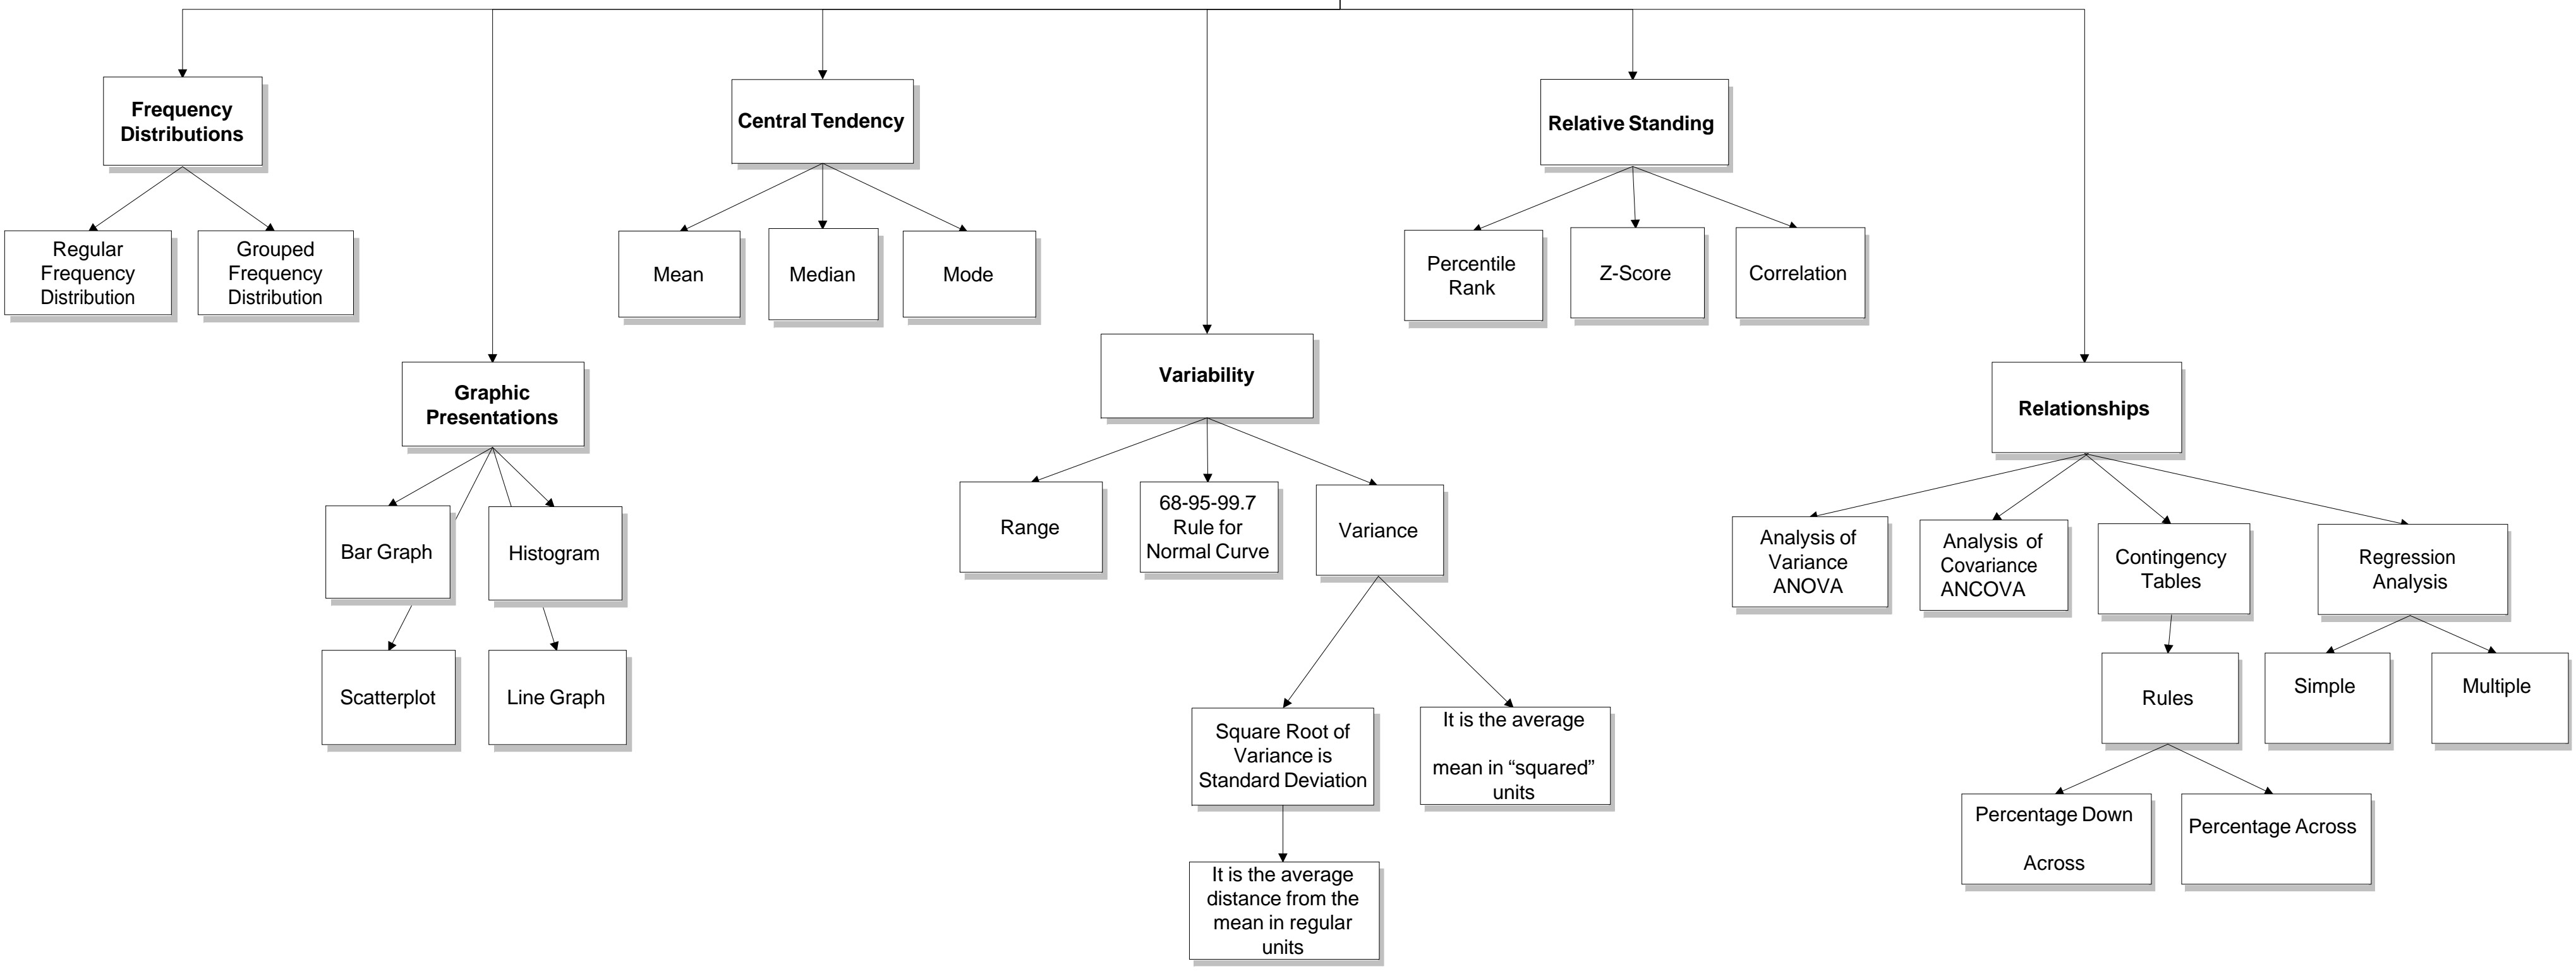 Frequency
Distributions
Central Tendency
Relative Standing
Regular
Frequency
Distribution
Grouped
Frequency
Distribution
Mean
Median
Mode
Percentile
Rank
Z-Score
Correlation
Graphic
Presentations
Variability
Relationships
Bar Graph
Histogram
Scatterplot
Line Graph
Range
68-95-99.7
Rule for
Normal Curve
Variance
Square Root of
Variance is
Standard Deviation
It is the average
mean in “squared”
units
It is the average
distance from the
mean in regular
units
Analysis of
Variance
ANOVA
Analysis of
Covariance
ANCOVA
Contingency
Tables
Regression
Analysis
Rules
Simple
Multiple
Percentage Down
Across
Percentage Across